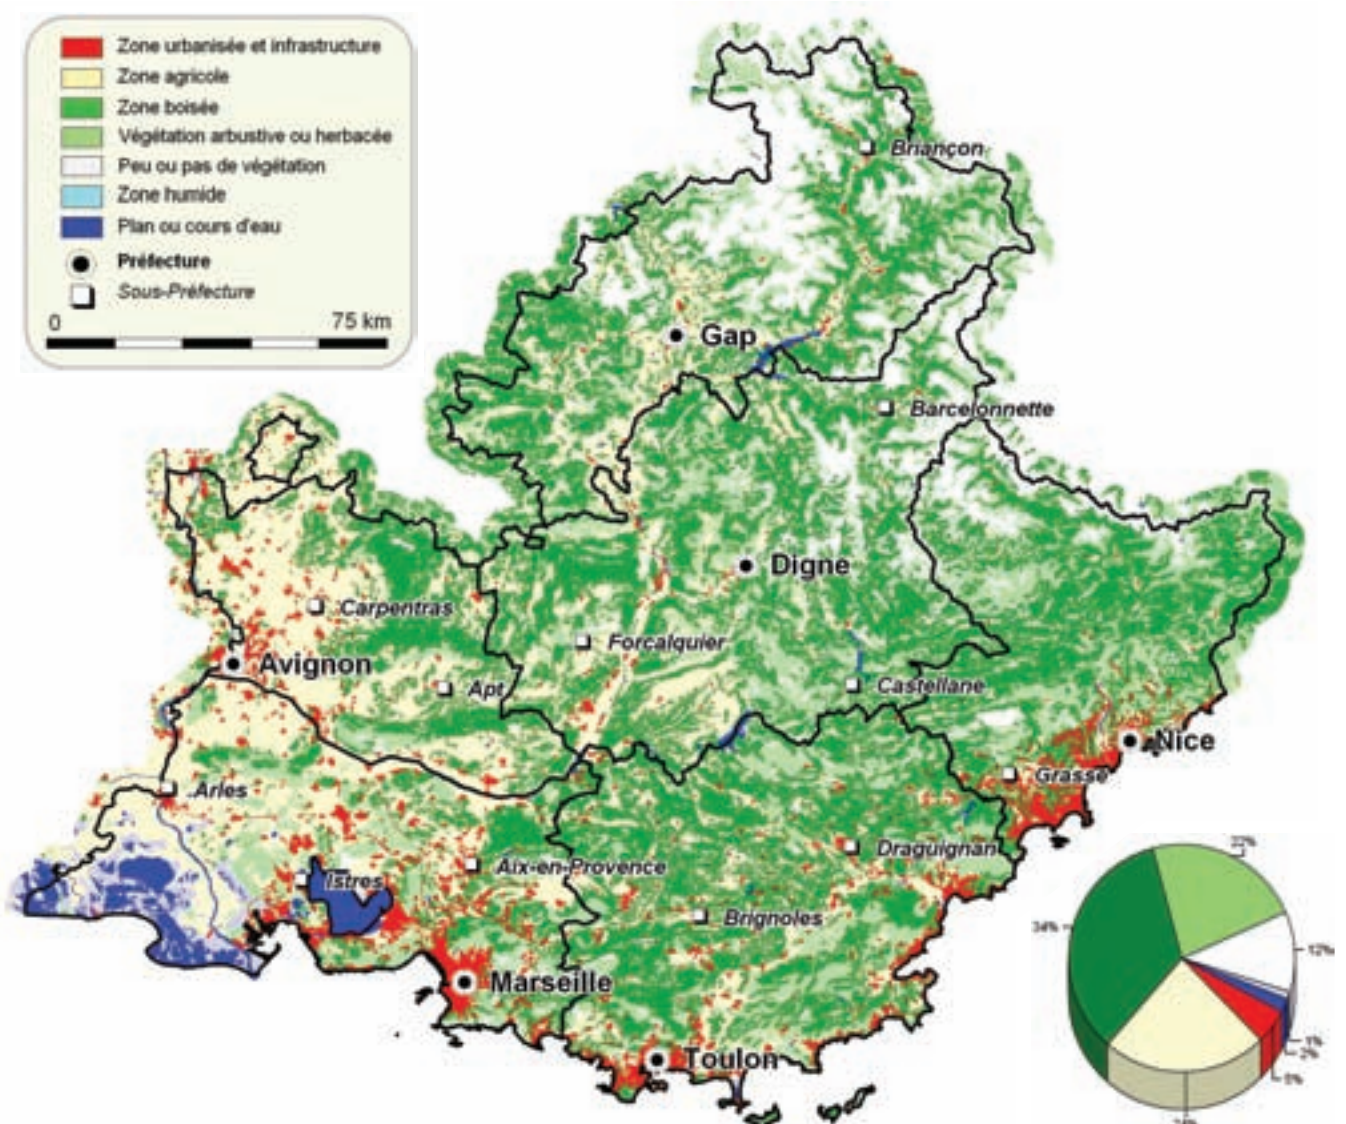 Zone urbanisée et infrastructure
Zone agricole
Zone boisée
Végétation arbustive ou herbacée
Peu ou pas de végétation
Zone humide
Plan ou cours d'eau
Préfecture
Sous-Préfecture
0 75 km
Briançon
Gap
Barcelonnette
Digne
Carpentras
Forcalquier
Avignon
Apt
Castellane
Nice
Grasse
Arles
Draguignan
Aix-en-Provence
Istres
Brignoles
Marseille
Toulon
22%
34%
12%
1%
2%
5%